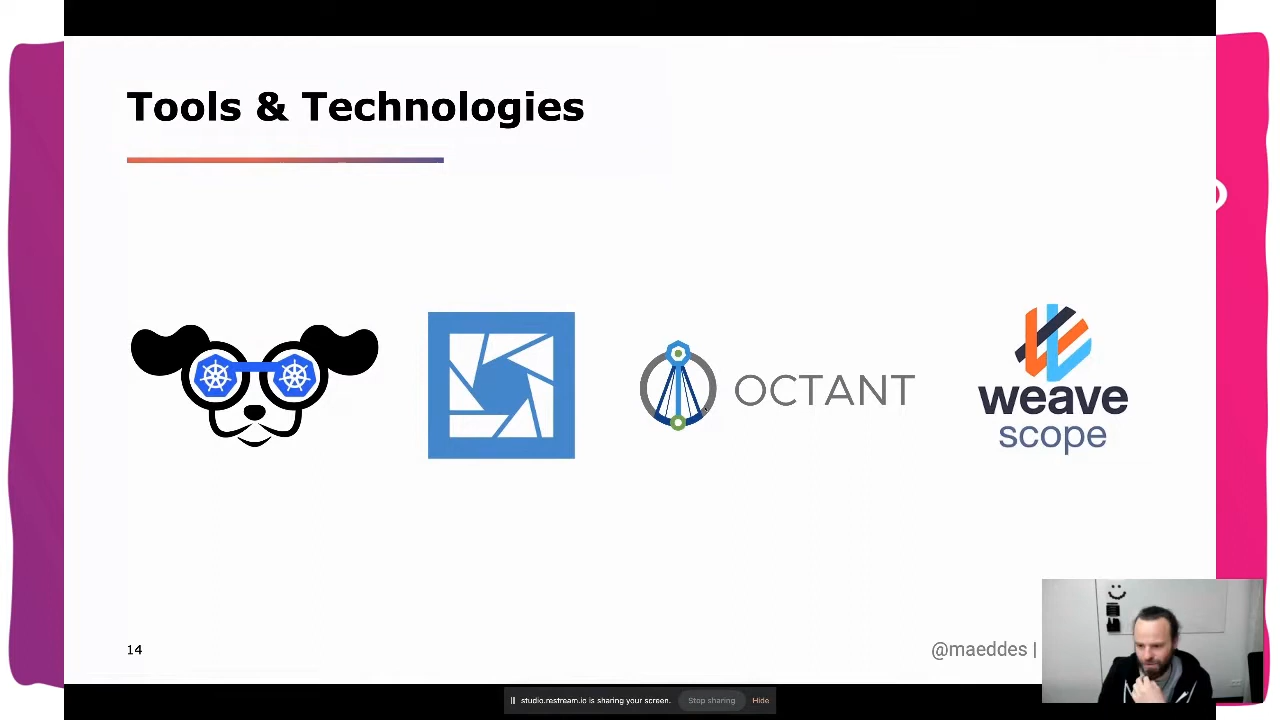 Tools & Technologies
OCTANT
weave
scope
14
@maeddes |
studio.restream.io is sharing your screen.
Stop sharing
Hide